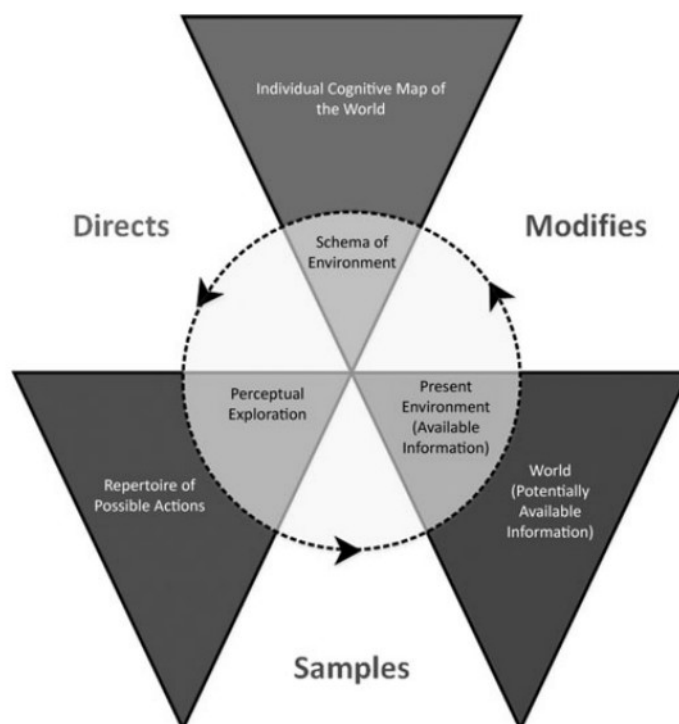 Individual Cognitive Map of
the World
Directs
Modifies
Schema of
Environment
Perceptual
Exploration
Present
Environment
(Available
Information)
Repertoire of
Possible Actions
World
(Potentially
Available
Information)
Samples